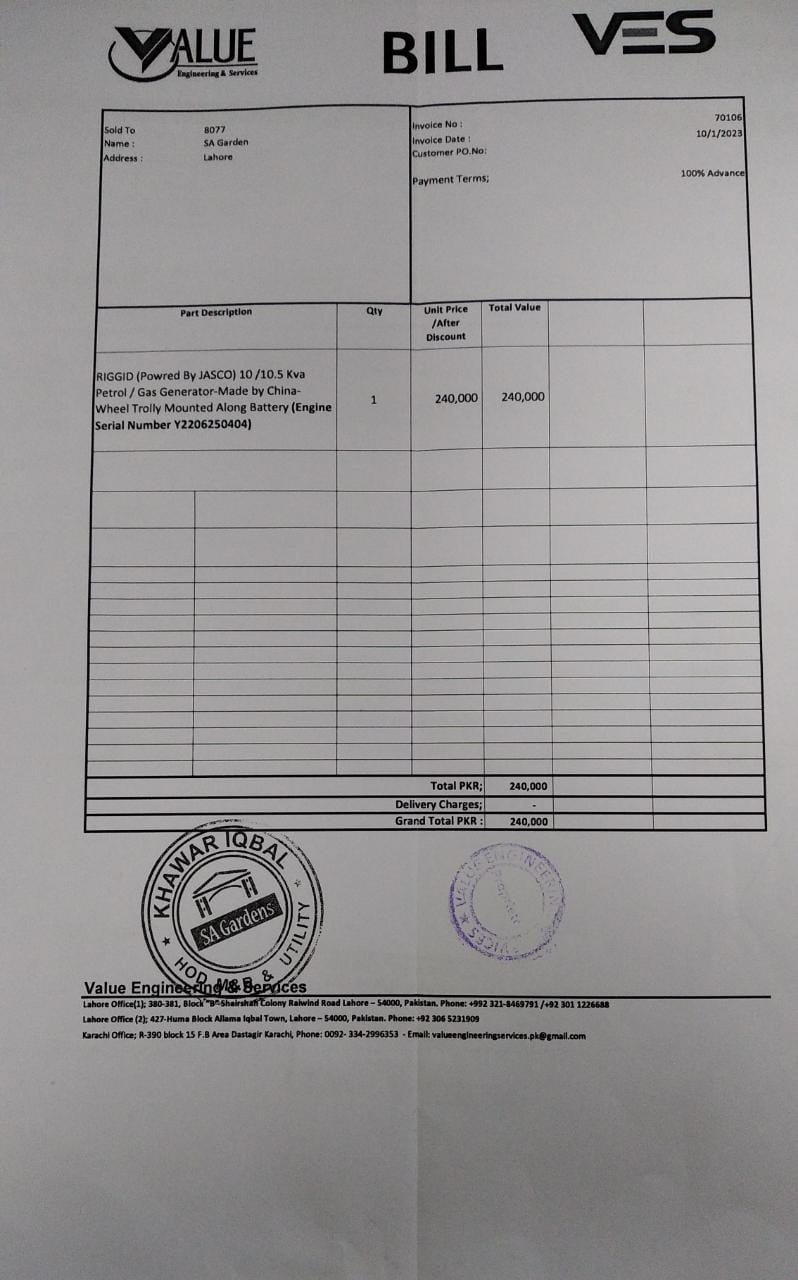 VALUE
Engineering & Services
BILL
VES
Sold To 8077
Name : SA Garden
Address : Lahore
Invoice No : 70106
Invoice Date : 10/1/2023
Customer PO.No:
Payment Terms; 100% Advance
Part Description Qty Unit Price /After Discount Total Value
RIGGID (Powred By JASCO) 10 /10.5 Kva
Petrol / Gas Generator-Made by China-
Wheel Trolly Mounted Along Battery (Engine
Serial Number Y2206250404)
1 240,000 240,000
Total PKR; 240,000
Delivery Charges; -
Grand Total PKR : 240,000
KHAWAR IQBAL
SA Gardens
HOD M&R & UTILITY
VALUE ENGINEERING
Value Engineering & Services
Lahore Office(1); 380-381, Block "B" Shairshah Colony Raiwind Road Lahore – 54000, Pakistan. Phone: +992 321-8469791 /+92 301 1226688
Lahore Office (2); 427-Huma Block Allama Iqbal Town, Lahore – 54000, Pakistan. Phone: +92 306 5231909
Karachi Office; R-390 block 15 F.B Area Dastagir Karachi, Phone: 0092- 334-2996353 - Email: valueengineeringservices.pk@gmail.com